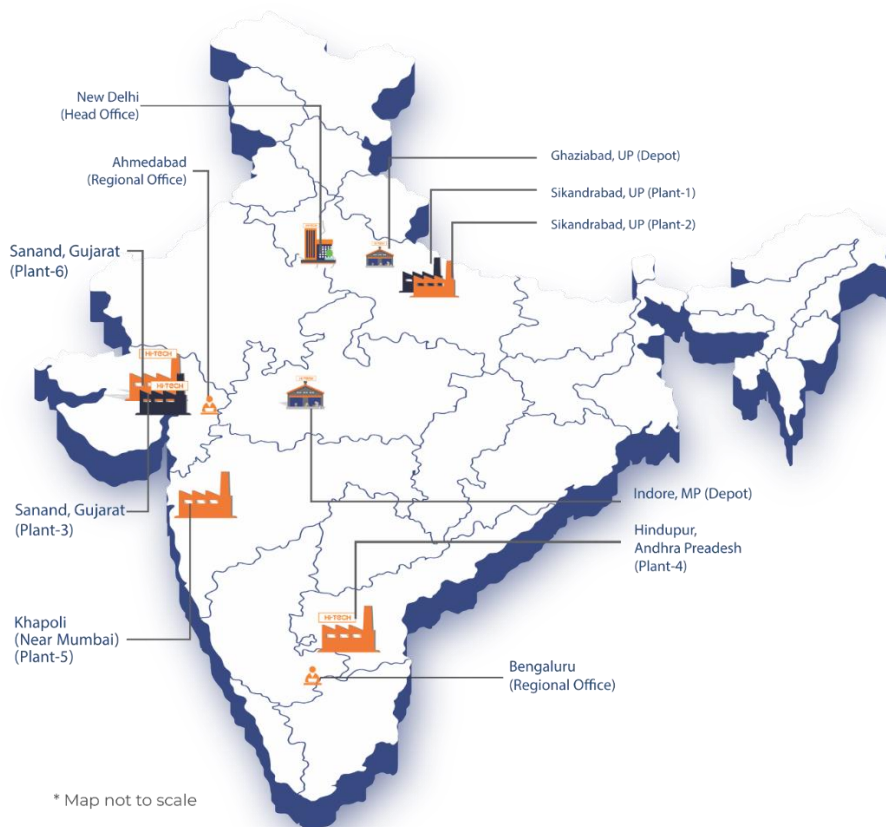 New Delhi
(Head Office)
Ahmedabad
(Regional Office)
Sanand, Gujarat
(Plant-6)
Ghaziabad, UP (Depot)
Sikandrabad, UP (Plant-1)
Sikandrabad, UP (Plant-2)
HI-TECH
HI-TECH
Sanand, Gujarat
(Plant-3)
Indore, MP (Depot)
Hindupur,
Andhra Preadesh
(Plant-4)
HI-TECH
Khapoli
(Near Mumbai)
(Plant-5)
Bengaluru
(Regional Office)
* Map not to scale